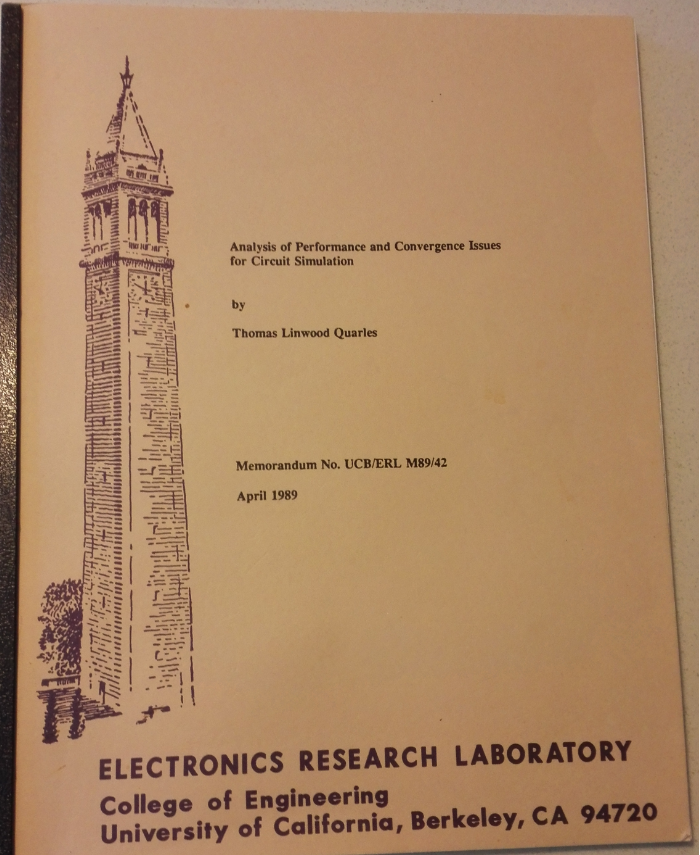 Analysis of Performance and Convergence Issues
for Circuit Simulation
by
Thomas Linwood Quarles
Memorandum No. UCB/ERL M89/42
April 1989
ELECTRONICS RESEARCH LABORATORY
College of Engineering
University of California, Berkeley, CA 94720